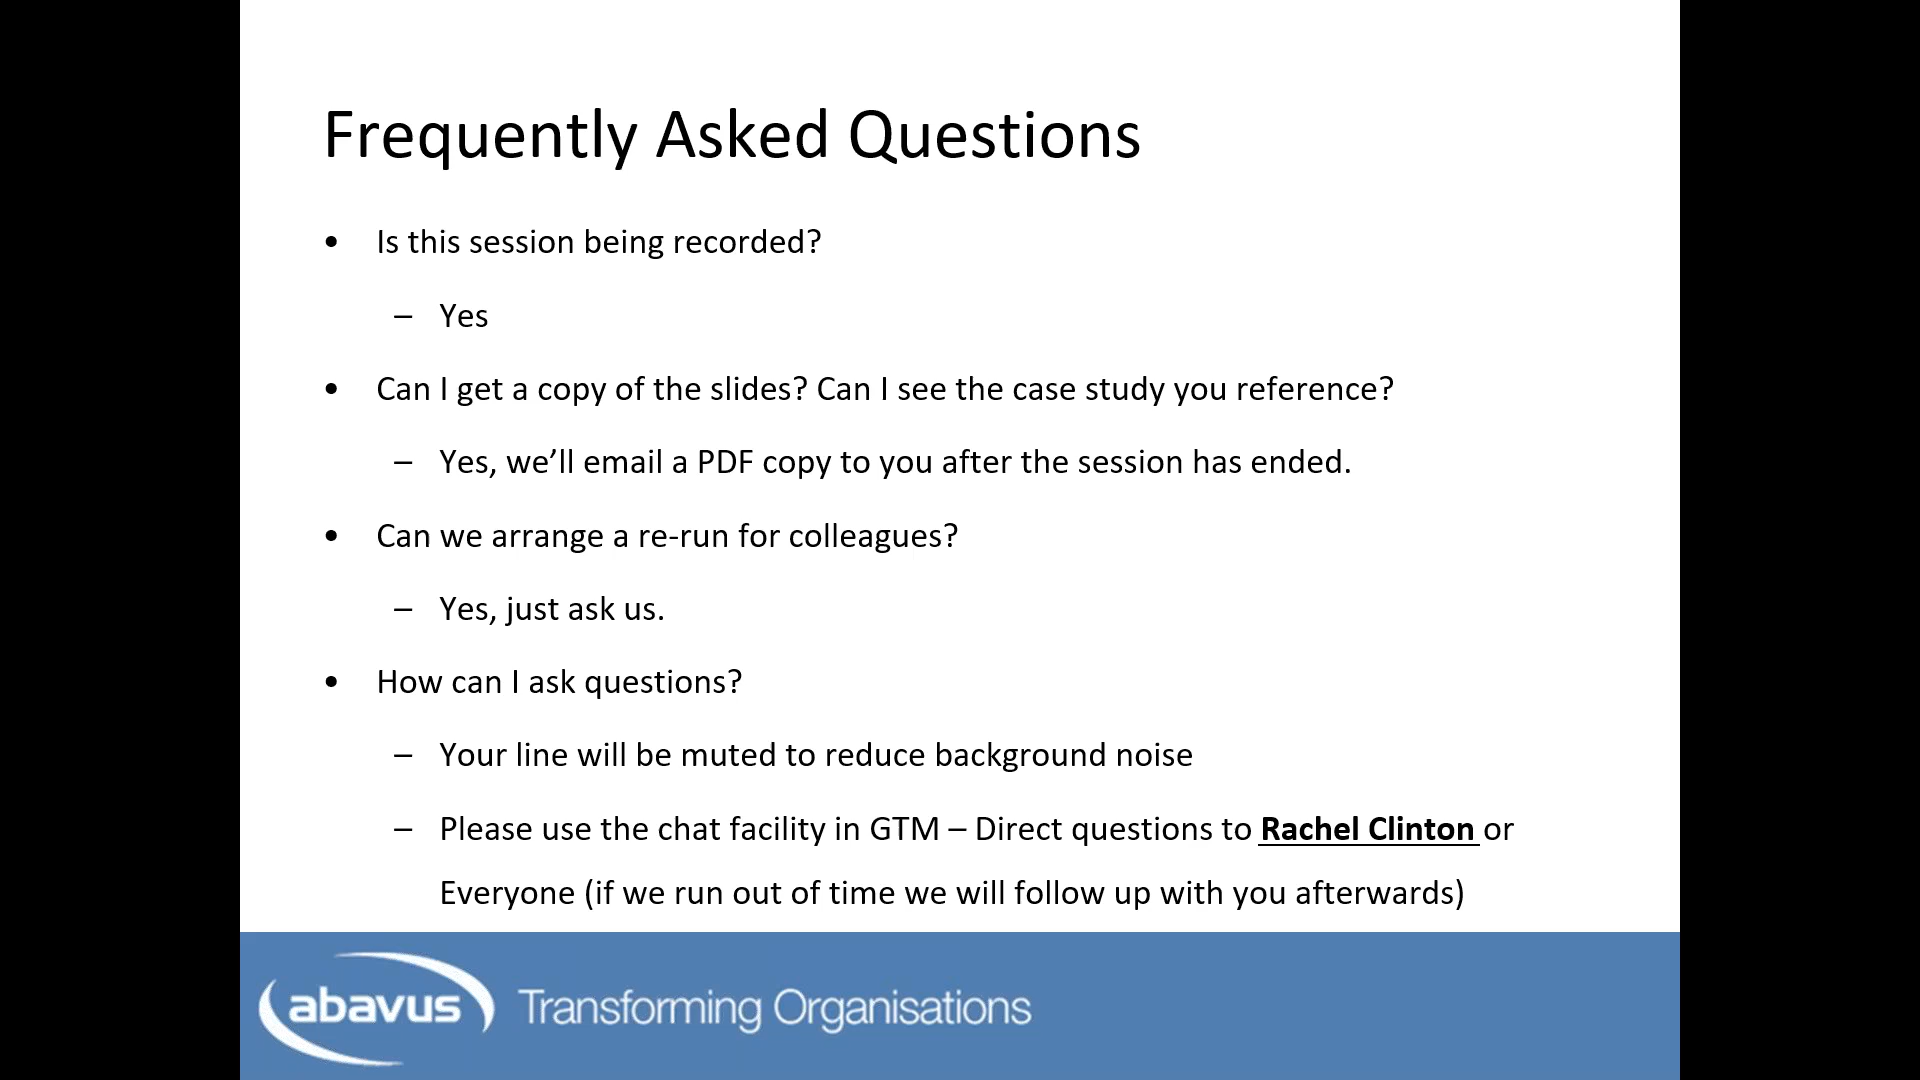 Frequently Asked Questions
• Is this session being recorded?
– Yes
• Can I get a copy of the slides? Can I see the case study you reference?
– Yes, we’ll email a PDF copy to you after the session has ended.
• Can we arrange a re-run for colleagues?
– Yes, just ask us.
• How can I ask questions?
– Your line will be muted to reduce background noise
– Please use the chat facility in GTM – Direct questions to Rachel Clinton or
Everyone (if we run out of time we will follow up with you afterwards)
abavus Transforming Organisations